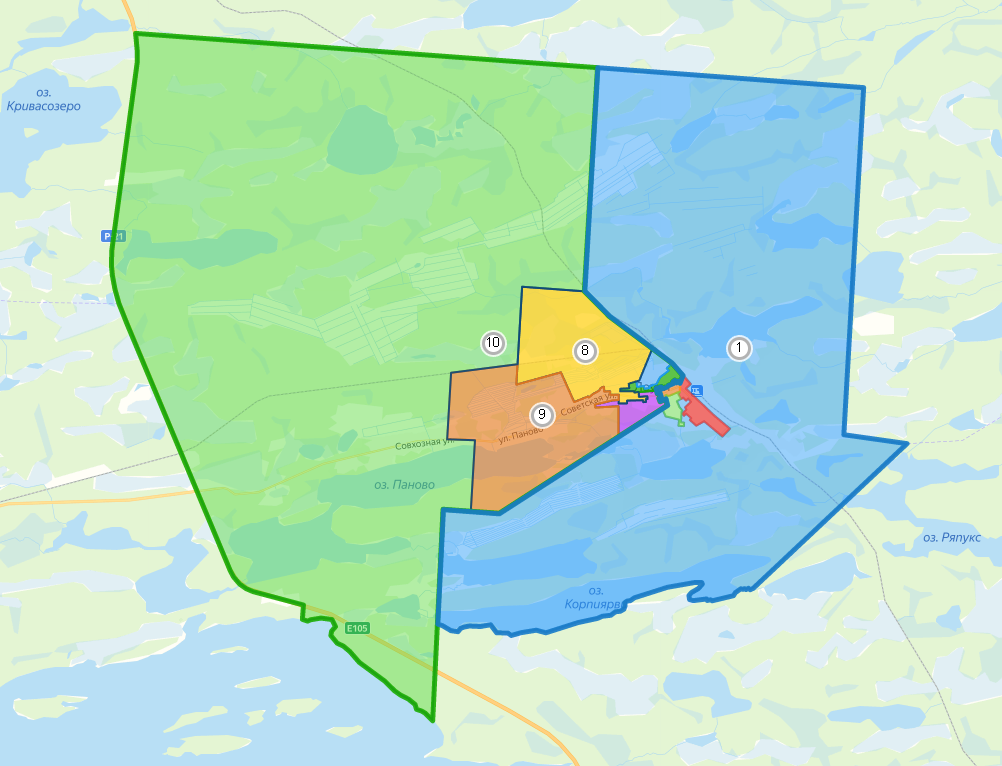 оз.
Кривасозеро
Р-21
10
8
1
9
Советская ул.
ул. Паново
Совхозная ул.
оз. Паново
оз. Ряпукс
оз.
Корпиярв
E105